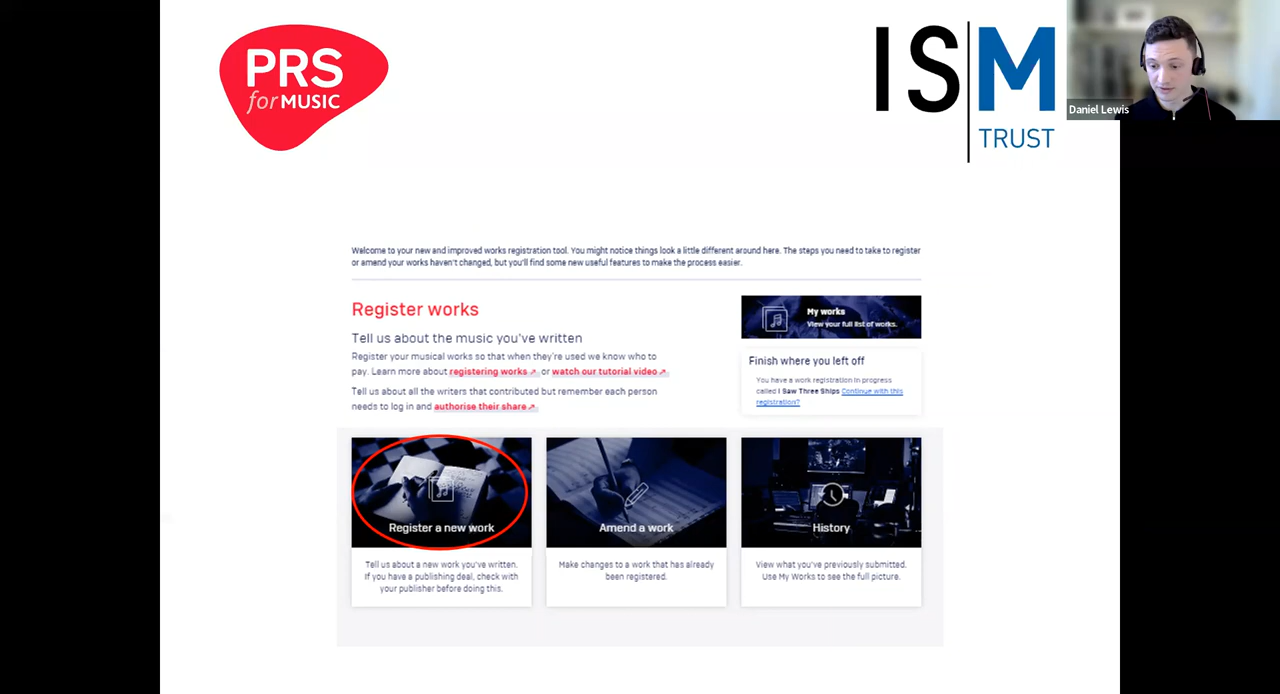 PRS
for MUSIC
ISM
TRUST
Daniel Lewis
Welcome to your new and improved works registration tool. You might notice things look a little different around here. The steps you need to take to register
or amend your works haven't changed, but you'll find some new useful features to make the process easier.
Register works
Tell us about the music you've written
Register your musical works so that when they're used we know who to
pay. Learn more about registering works ↗ or watch our tutorial video ↗
Tell us about all the writers that contributed but remember each person
needs to log in and authorise their share ↗
My works
View your full list of works.
Finish where you left off
You have a work registration in progress
called I Saw Three Ships Continue with this
registration?
Register a new work
Tell us about a new work you've written.
If you have a publishing deal, check with
your publisher before doing this.
Amend a work
Make changes to a work that has already
been registered.
History
View what you've previously submitted.
Use My Works to see the full picture.